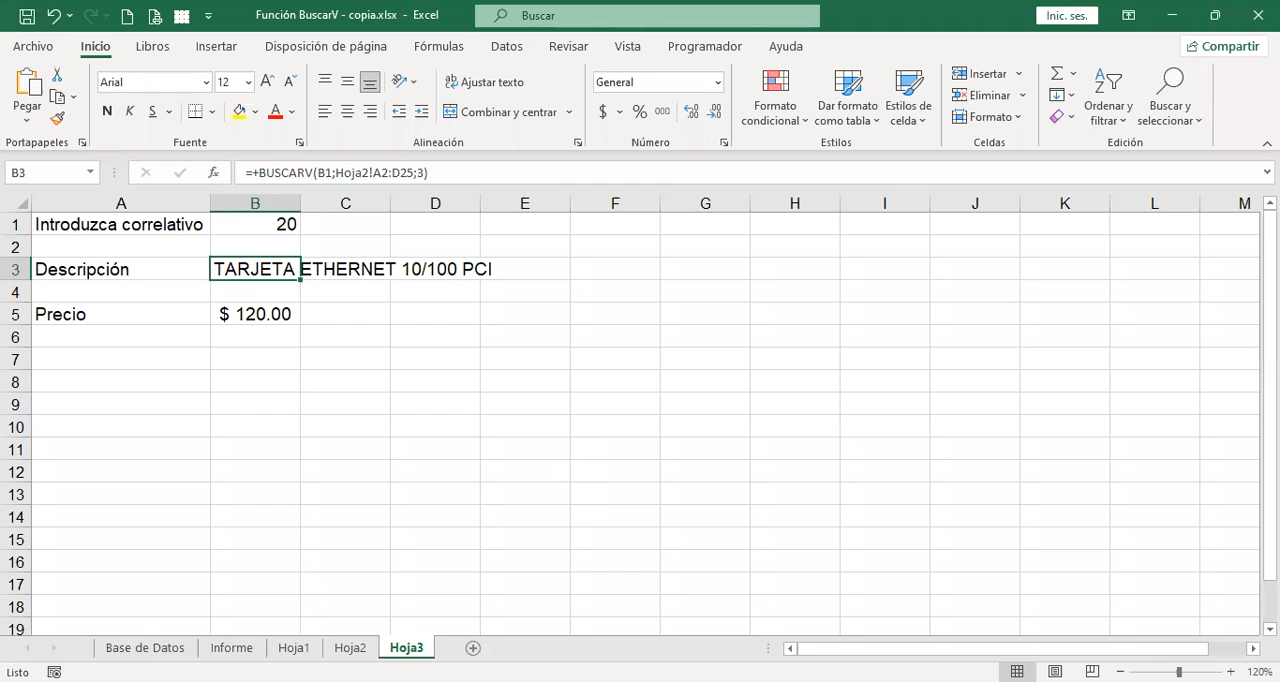 Función BuscarV - copia.xlsx - Excel
Buscar
Inic. ses.
Archivo Inicio Libros Insertar Disposición de página Fórmulas Datos Revisar Vista Programador Ayuda
Compartir
Pegar
Portapapeles
Arial 12
N K S
Fuente
Ajustar texto
Combinar y centrar
Alineación
General
$ % 000
Número
Formato condicional
Dar formato como tabla
Estilos de celda
Estilos
Insertar
Eliminar
Formato
Celdas
Ordenar y filtrar
Buscar y seleccionar
Edición
B3 fx =+BUSCARV(B1;Hoja2!A2:D25;3)
A B C D E F G H I J K L M
1 Introduzca correlativo 20
2
3 Descripción TARJETA ETHERNET 10/100 PCI
4
5 Precio $ 120.00
6
7
8
9
10
11
12
13
14
15
16
17
18
19
Base de Datos Informe Hoja1 Hoja2 Hoja3
Listo
120%